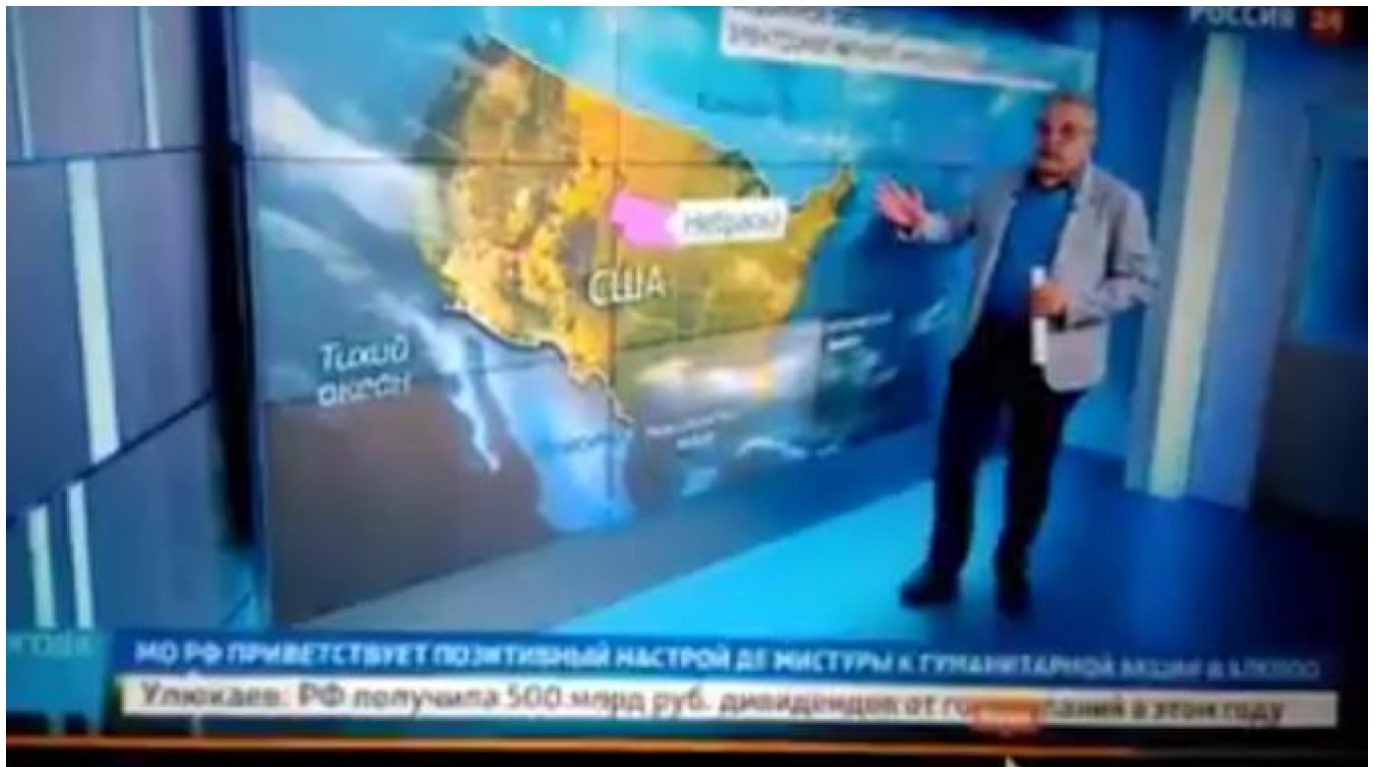 РОССИЯ 24
Небраска
США
Тихий
океан
МО РФ ПРИВЕТСТВУЕТ ПОЗИТИВНЫЙ НАСТРОЙ ДЕ МИСТУРЫ К ГУМАНИТАРНОЙ АКЦИИ В АЛЕППО
Улюкаев: РФ получила 500 млрд руб. дивидендов от госкомпаний в этом году